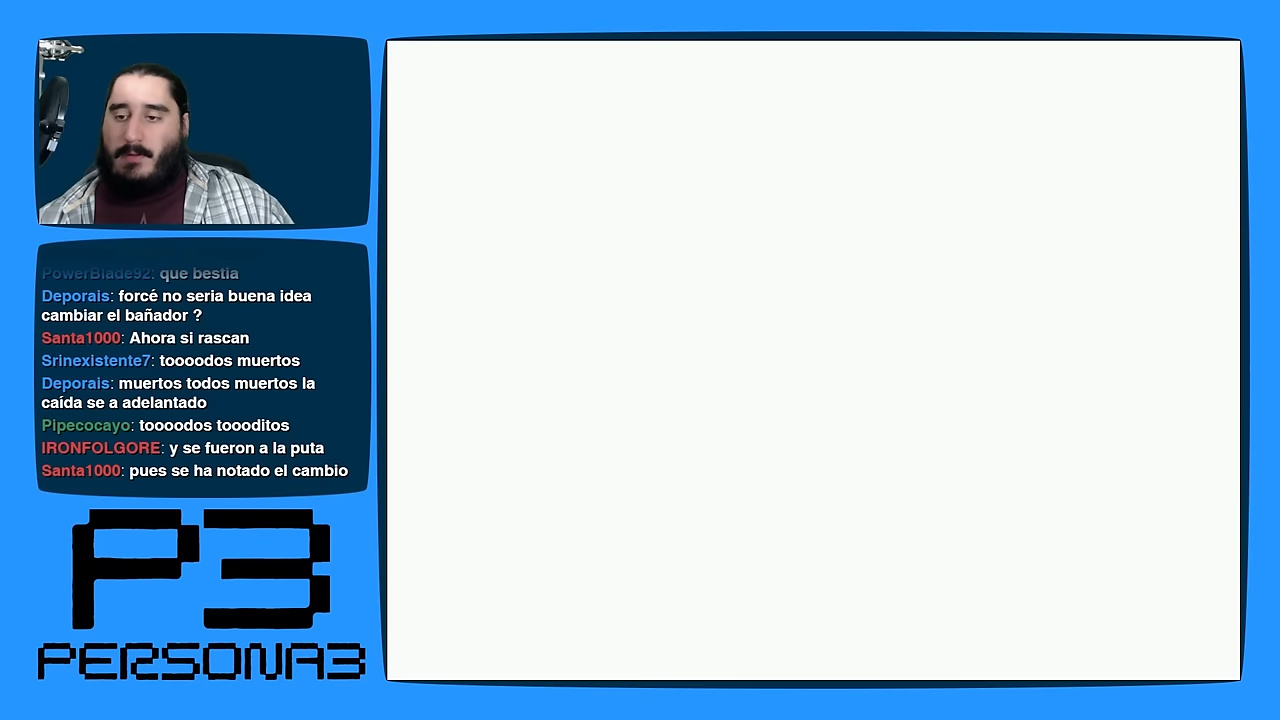 PowerBlade92: que bestia
Deporais: forcé no seria buena idea
cambiar el bañador ?
Santa1000: Ahora si rascan
Srinexistente7: toooodos muertos
Deporais: muertos todos muertos la
caída se a adelantado
Pipecocayo: toooodos toooditos
IRONFOLGORE: y se fueron a la puta
Santa1000: pues se ha notado el cambio
P3
PERSONA3